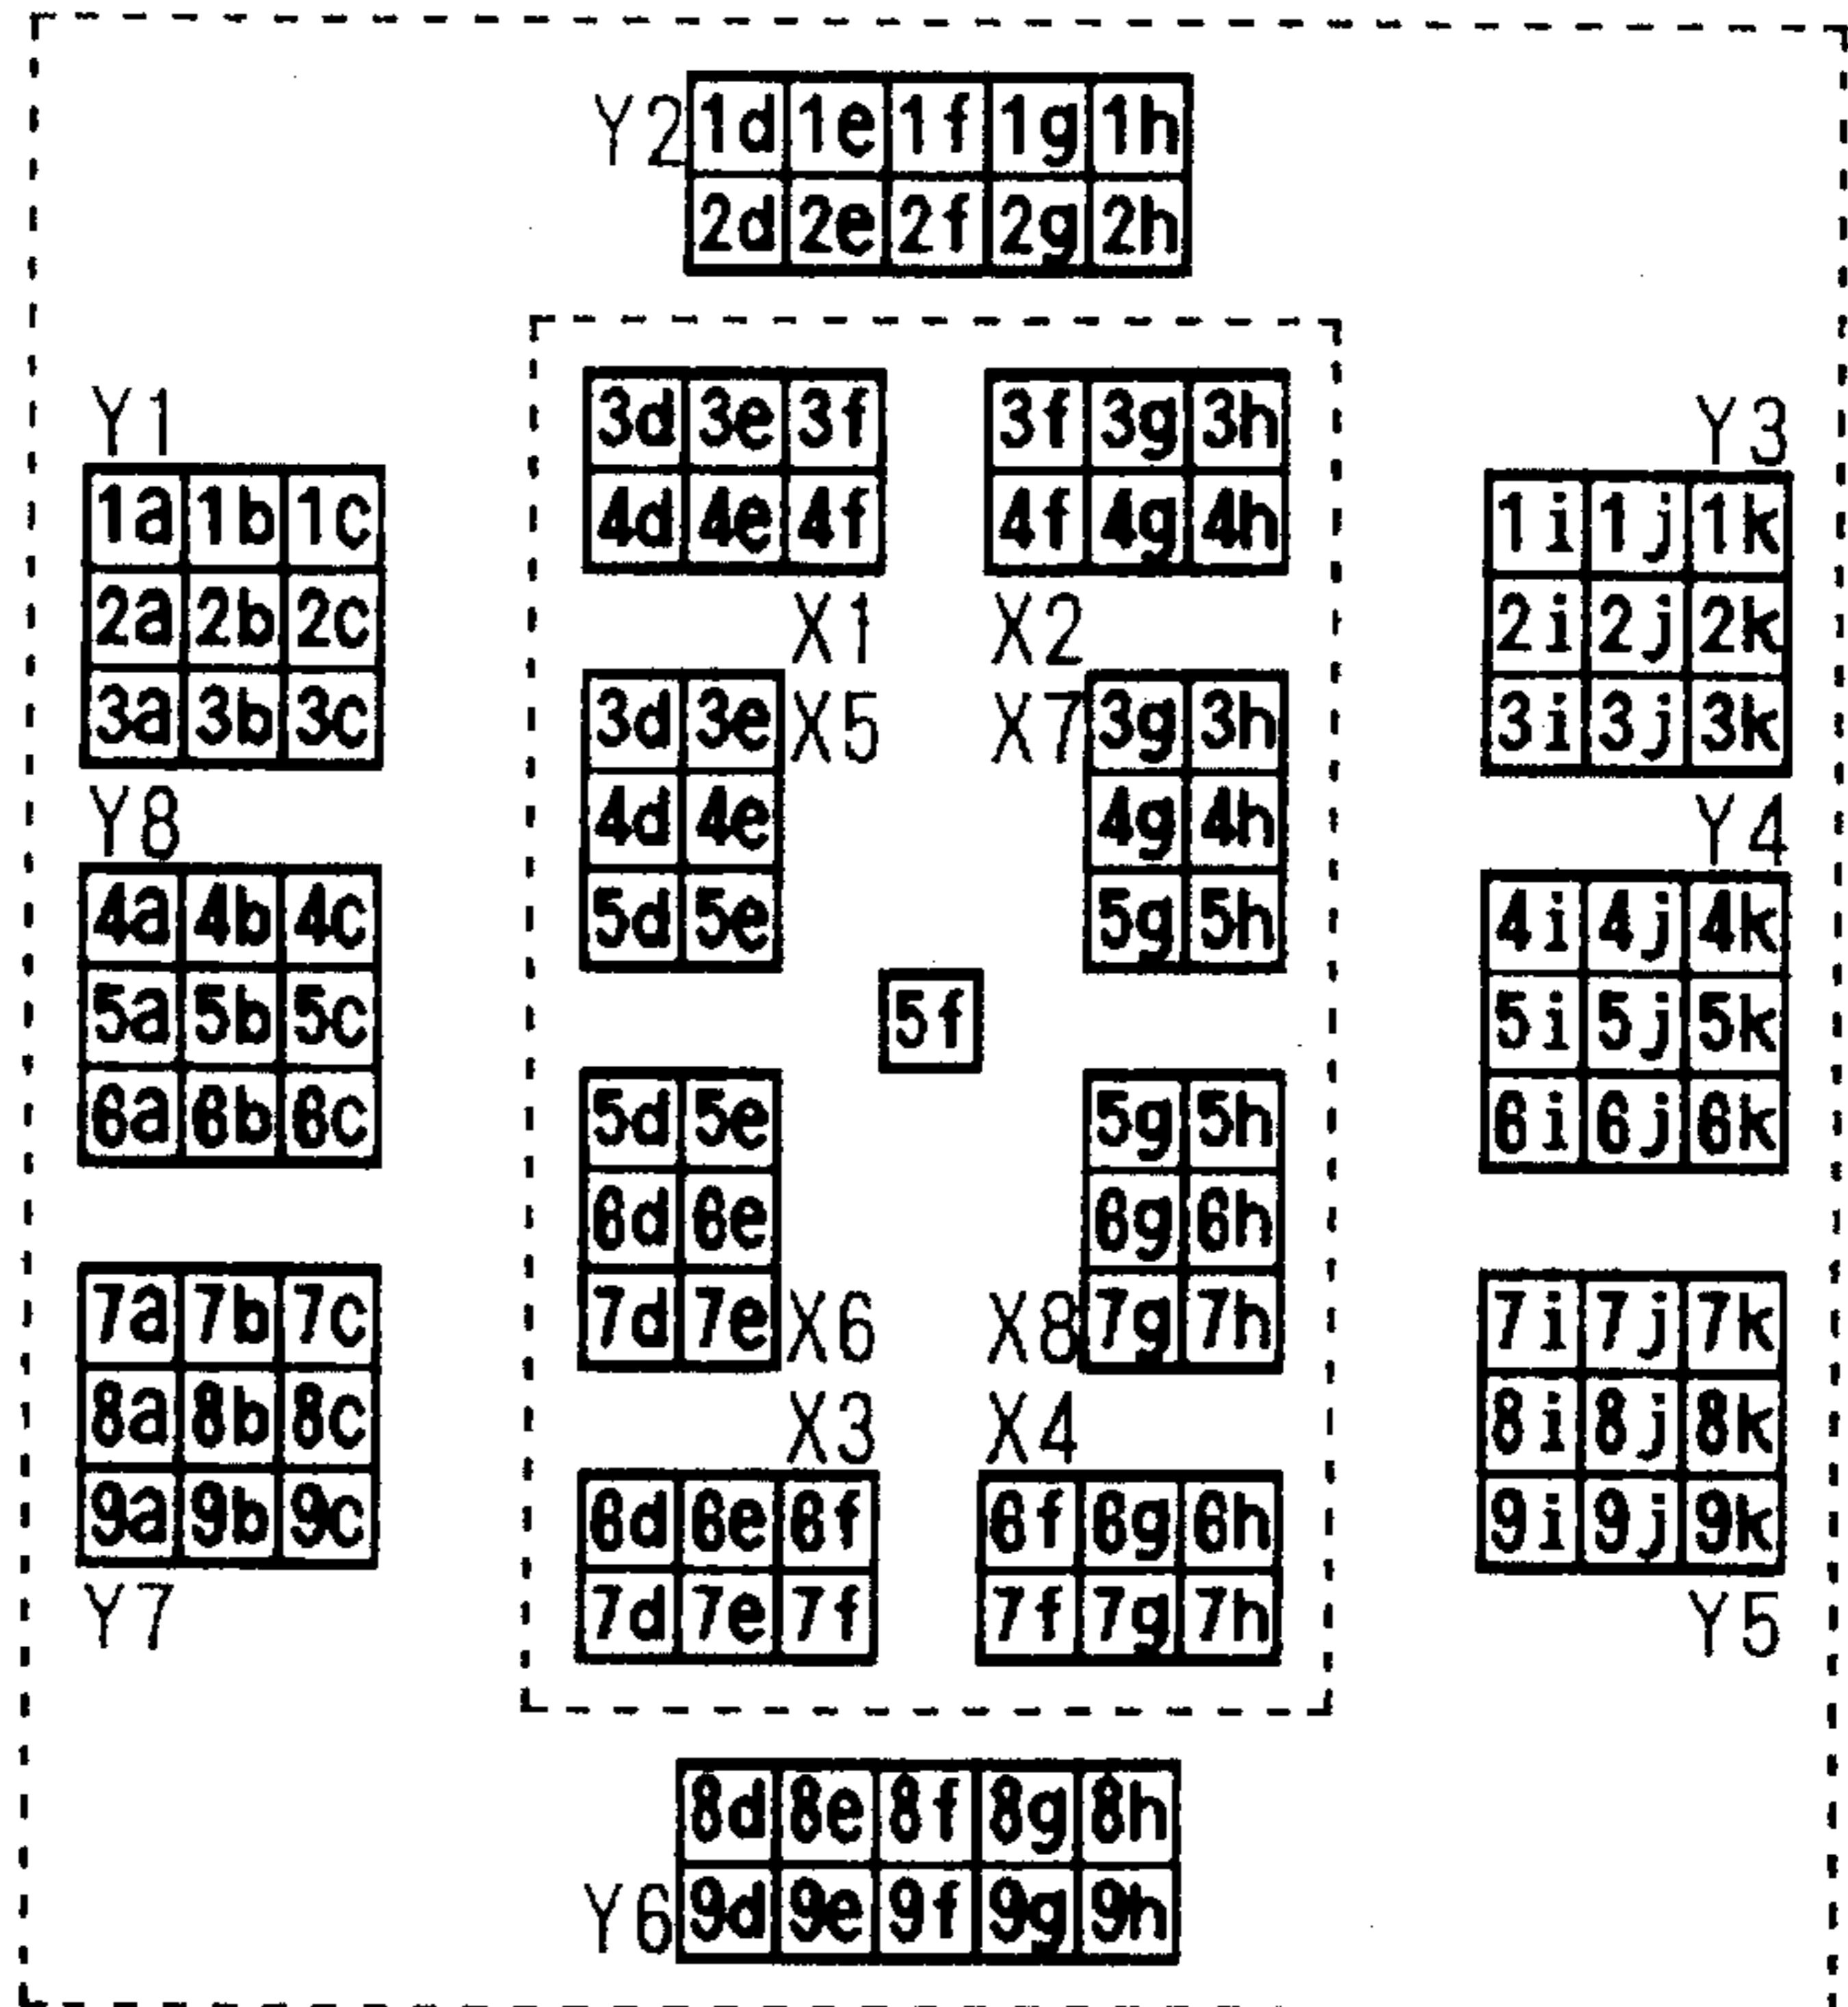 Y2
1d 1e 1f 1g 1h
2d 2e 2f 2g 2h
Y1
1a 1b 1c
2a 2b 2c
3a 3b 3c
Y8
4a 4b 4c
5a 5b 5c
6a 6b 6c
7a 7b 7c
8a 8b 8c
9a 9b 9c
Y7
3d 3e 3f
4d 4e 4f
X1
3f 3g 3h
4f 4g 4h
X2
X5
3d 3e
4d 4e
5d 5e
X7
3g 3h
4g 4h
5g 5h
5f
5d 5e
6d 6e
7d 7e
X6
5g 5h
6g 6h
7g 7h
X8
X3
6d 6e 6f
7d 7e 7f
X4
6f 6g 6h
7f 7g 7h
Y3
1i 1j 1k
2i 2j 2k
3i 3j 3k
Y4
4i 4j 4k
5i 5j 5k
6i 6j 6k
7i 7j 7k
8i 8j 8k
9i 9j 9k
Y5
8d 8e 8f 8g 8h
9d 9e 9f 9g 9h
Y6